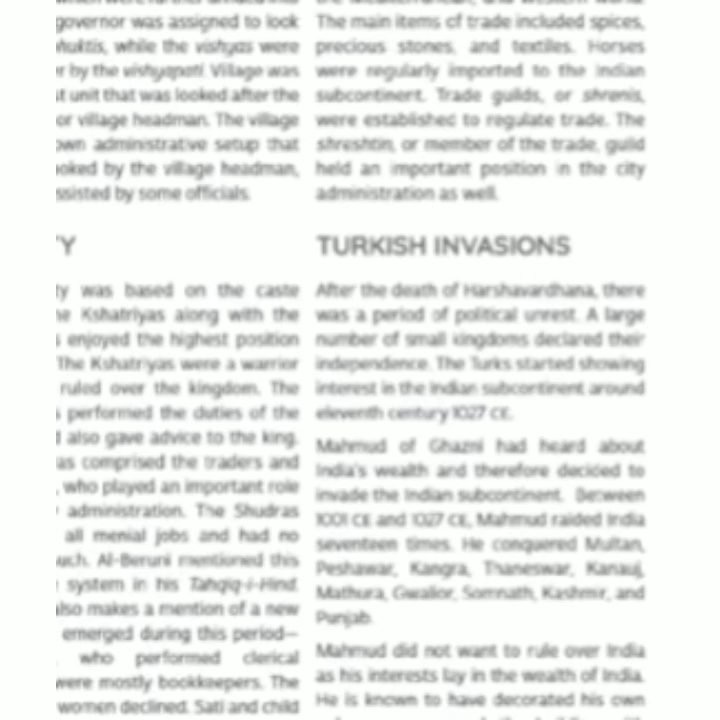 governor was assigned to look
Muktis, while the vishyas were
r by the vishyapati. Village was
st unit that was looked after the
or village headman. The village
own administrative setup that
ooked by the village headman,
ssisted by some officials.
TY
ty was based on the caste
he Kshatriyas along with the
s enjoyed the highest position
The Kshatriyas were a warrior
ruled over the kingdom. The
s performed the duties of the
d also gave advice to the king.
as comprised the traders and
, who played an important role
administration. The Shudras
all menial jobs and had no
uch. Al-Beruni mentioned this
system in his Tahqiq-i-Hind.
also makes a mention of a new
emerged during this period—
who performed clerical
were mostly bookkeepers. The
women declined. Sati and child
the Mediterranean, and western world.
The main items of trade included spices,
precious stones, and textiles. Horses
were regularly imported to the Indian
subcontinent. Trade guilds, or shrenis,
were established to regulate trade. The
shreshtin, or member of the trade, guild
held an important position in the city
administration as well.
TURKISH INVASIONS
After the death of Harshavardhana, there
was a period of political unrest. A large
number of small kingdoms declared their
independence. The Turks started showing
interest in the Indian subcontinent around
eleventh century 1027 CE.
Mahmud of Ghazni had heard about
India's wealth and therefore decided to
invade the Indian subcontinent. Between
1001 CE and 1027 CE, Mahmud raided India
seventeen times. He conquered Multan,
Peshawar, Kangra, Thaneswar, Kanauj,
Mathura, Gwalior, Somnath, Kashmir, and
Punjab.
Mahmud did not want to rule over India
as his interests lay in the wealth of India.
He is known to have decorated his own